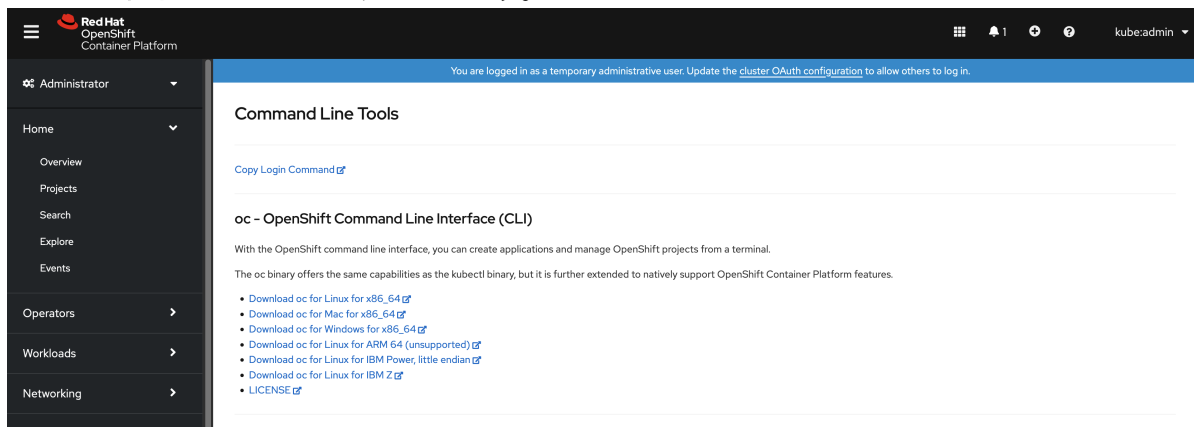 Red Hat
OpenShift
Container Platform
1
kube:admin
Administrator
You are logged in as a temporary administrative user. Update the cluster OAuth configuration to allow others to log in.
Home
Overview
Projects
Search
Explore
Events
Operators
Workloads
Networking
Command Line Tools
Copy Login Command
oc - OpenShift Command Line Interface (CLI)
With the OpenShift command line interface, you can create applications and manage OpenShift projects from a terminal.
The oc binary offers the same capabilities as the kubectl binary, but it is further extended to natively support OpenShift Container Platform features.
Download oc for Linux for x86_64
Download oc for Mac for x86_64
Download oc for Windows for x86_64
Download oc for Linux for ARM 64 (unsupported)
Download oc for Linux for IBM Power, little endian
Download oc for Linux for IBM Z
LICENSE